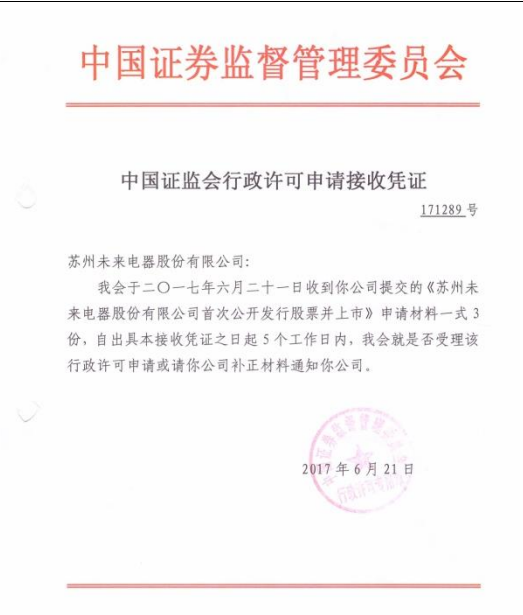 中国证券监督管理委员会
中国证监会行政许可申请接收凭证
171289号
苏州未来电器股份有限公司:
我会于二〇一七年六月二十一日收到你公司提交的《苏州未
来电器股份有限公司首次公开发行股票并上市》申请材料一式3
份,自出具本接收凭证之日起5个工作日内,我会就是否受理该
行政许可申请或请你公司补正材料通知你公司。
2017年6月21日